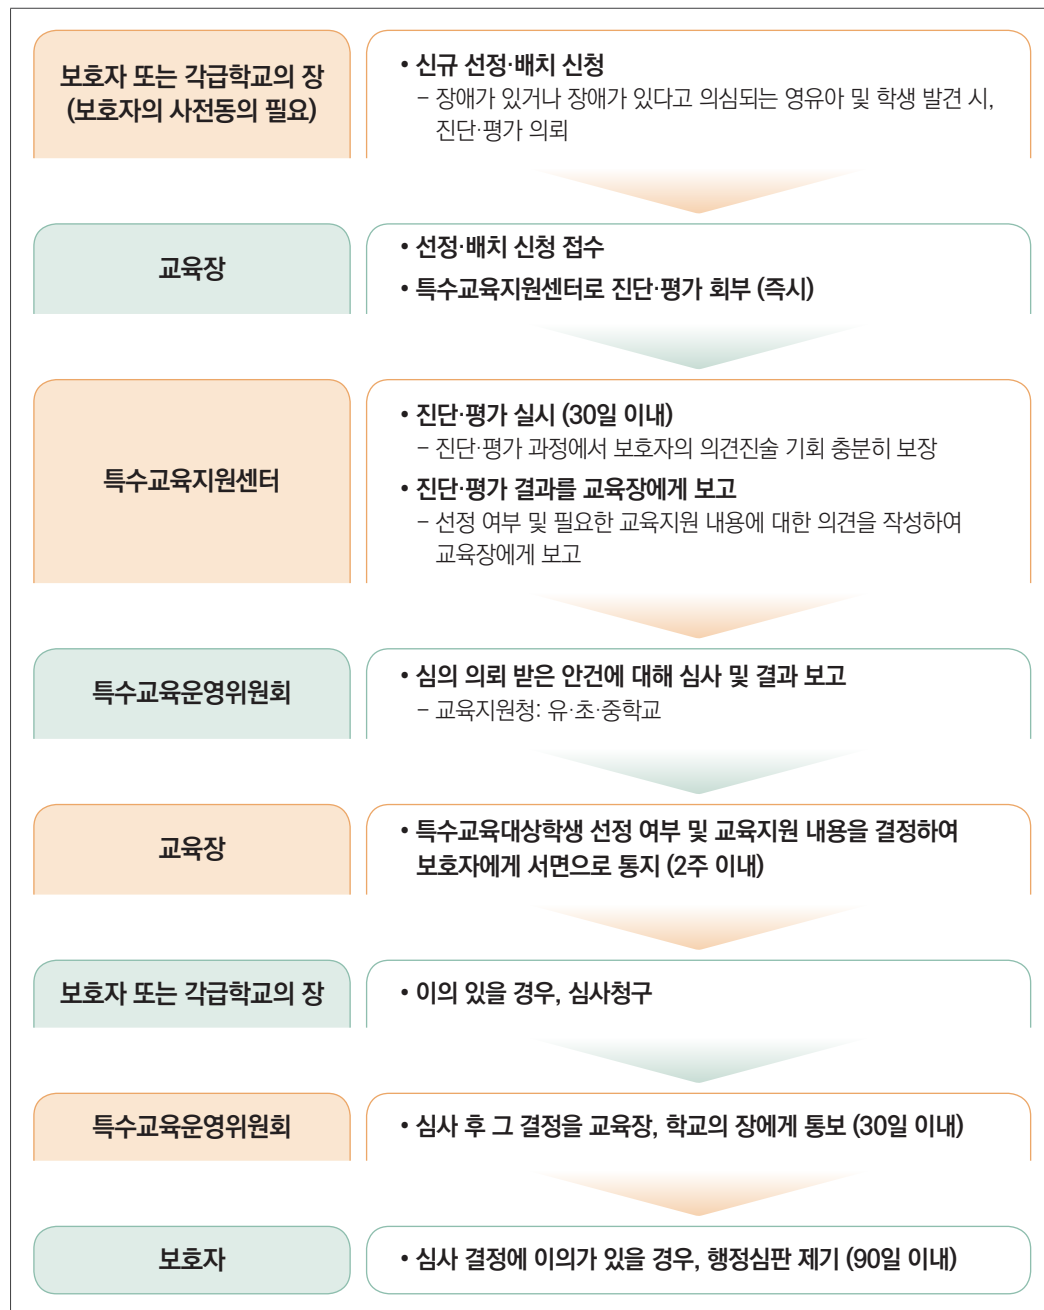 보호자 또는 각급학교의 장
(보호자의 사전동의 필요)
• 신규 선정·배치 신청
– 장애가 있거나 장애가 있다고 의심되는 영유아 및 학생 발견 시,
진단·평가 의뢰
교육장
• 선정·배치 신청 접수
• 특수교육지원센터로 진단·평가 회부 (즉시)
특수교육지원센터
• 진단·평가 실시 (30일 이내)
– 진단·평가 과정에서 보호자의 의견진술 기회 충분히 보장
• 진단·평가 결과를 교육장에게 보고
– 선정 여부 및 필요한 교육지원 내용에 대한 의견을 작성하여
교육장에게 보고
특수교육운영위원회
• 심의 의뢰 받은 안건에 대해 심사 및 결과 보고
– 교육지원청: 유·초·중학교
교육장
• 특수교육대상학생 선정 여부 및 교육지원 내용을 결정하여
보호자에게 서면으로 통지 (2주 이내)
보호자 또는 각급학교의 장
• 이의 있을 경우, 심사청구
특수교육운영위원회
• 심사 후 그 결정을 교육장, 학교의 장에게 통보 (30일 이내)
보호자
• 심사 결정에 이의가 있을 경우, 행정심판 제기 (90일 이내)